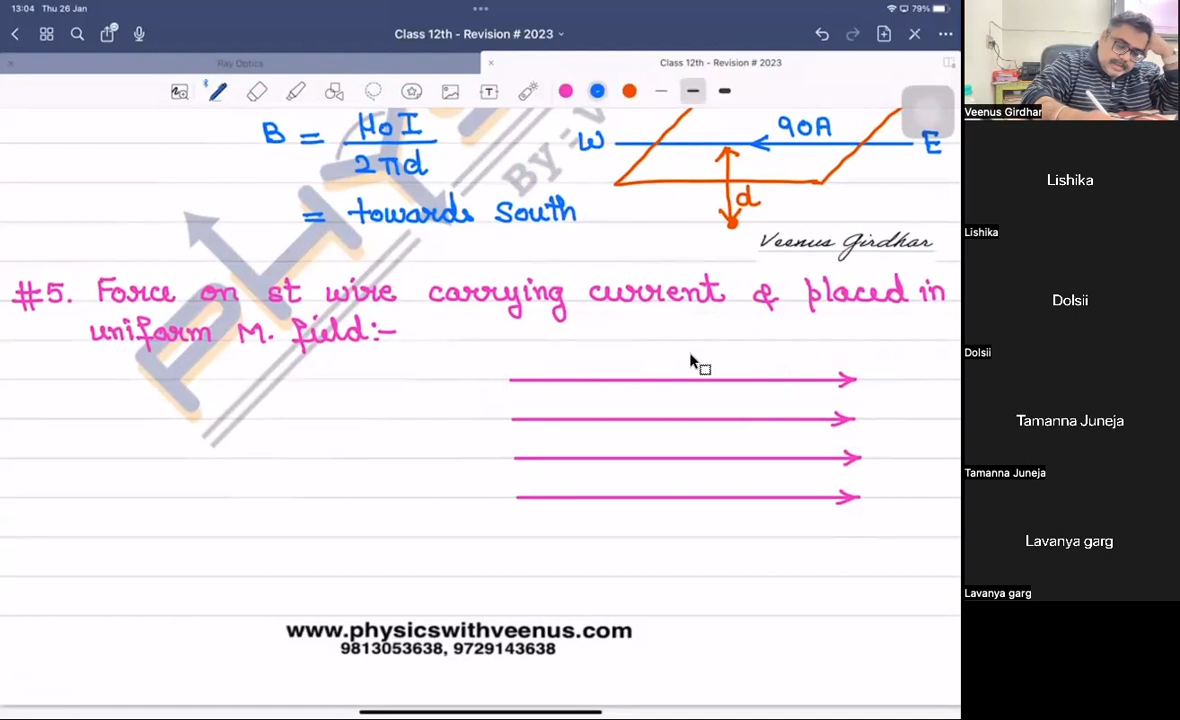 13:04 Thu 26 Jan
79%
Class 12th - Revision # 2023
Ray Optics
Class 12th - Revision # 2023
B = μoI / 2πd
= towards South
W 90A E
d
Veenus Girdhar
#5. Force on st wire carrying current & placed in
uniform M. field:-
www.physicswithveenus.com
9813053638, 9729143638
Veenus Girdhar
Lishika
Lishika
Dolsii
Dolsii
Tamanna Juneja
Tamanna Juneja
Lavanya garg
Lavanya garg